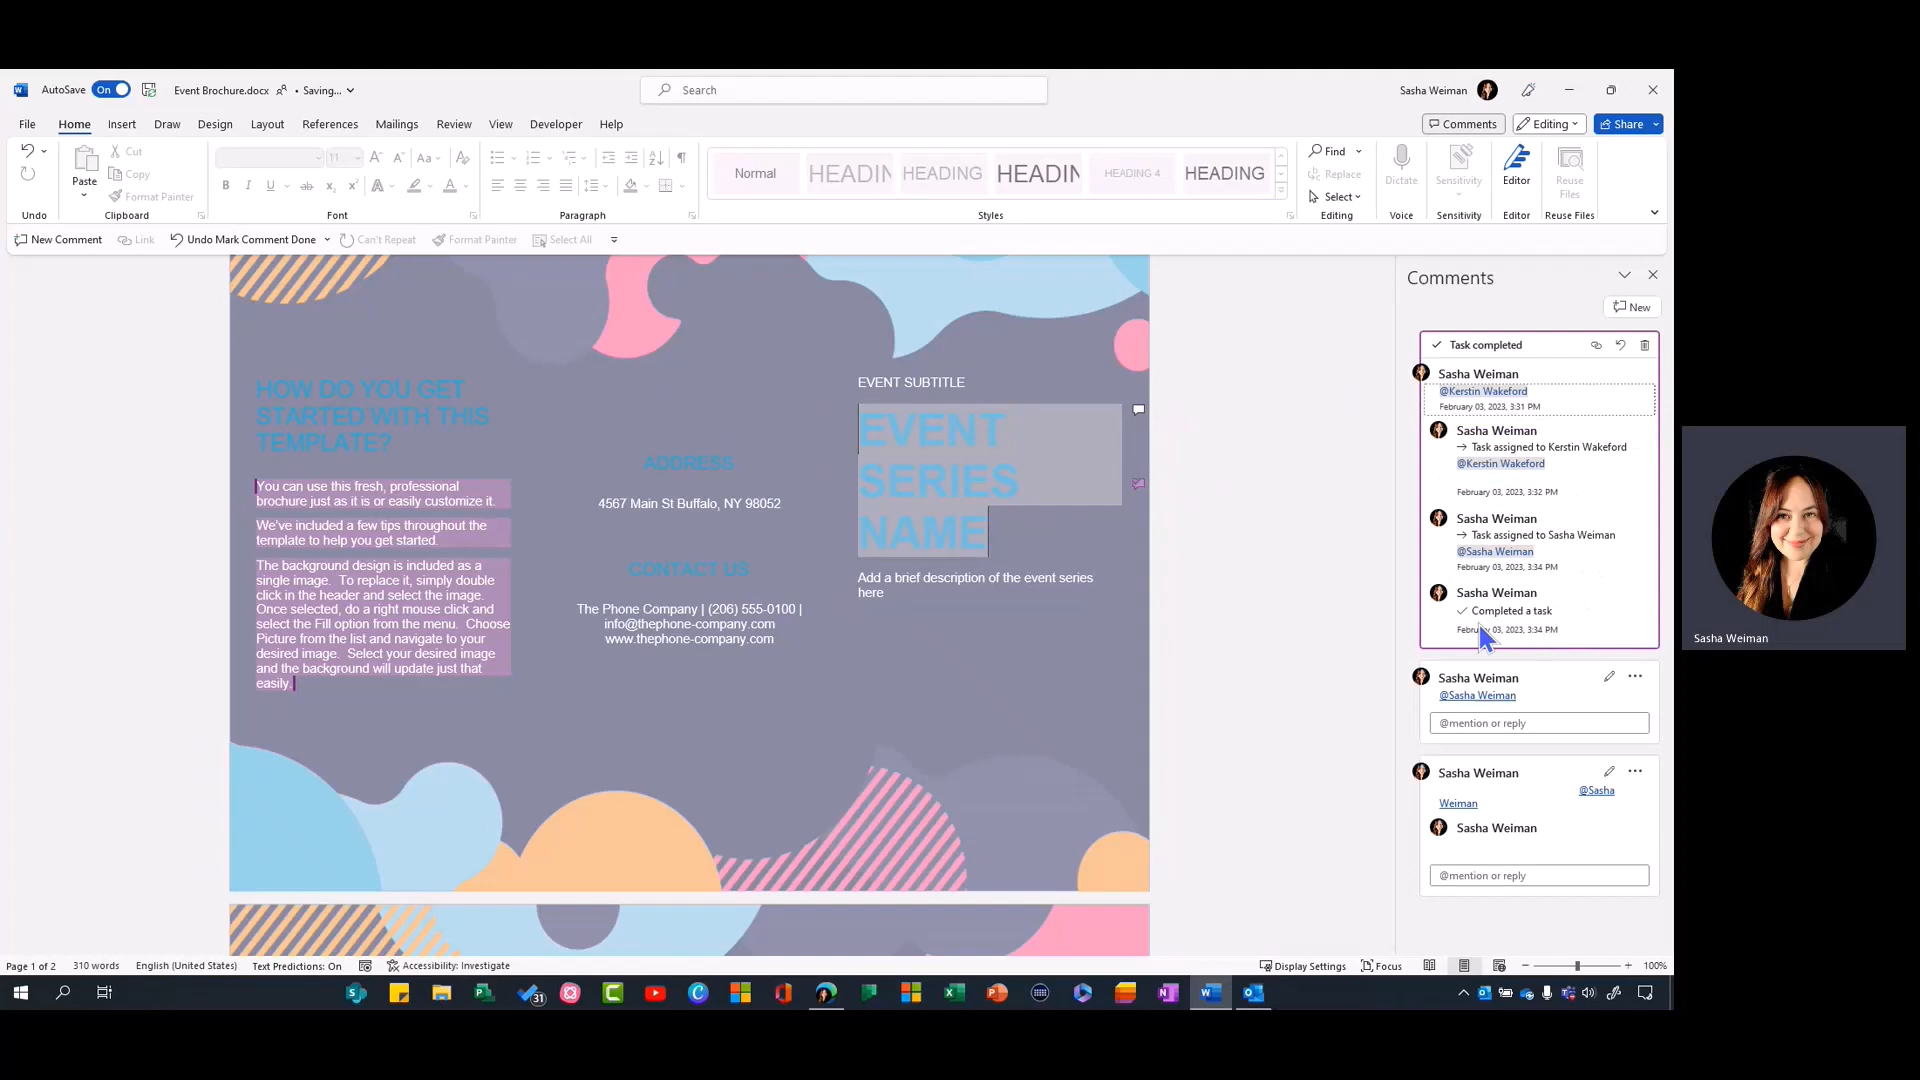 AutoSave On Event Brochure.docx • Saving...
Search
Sasha Weiman
File Home Insert Draw Design Layout References Mailings Review View Developer Help
Comments Editing Share
Undo
Paste Cut
Copy
Format Painter
Clipboard
11 Aa
B I U ab x2 x2 A A
Font
Paragraph
Normal HEADIN HEADING HEADIN HEADING 4 HEADING
Styles
Find
Replace
Select
Editing
Dictate
Voice
Sensitivity
Sensitivity
Editor
Editor
Reuse
Files
Reuse Files
New Comment Link Undo Mark Comment Done Can't Repeat Format Painter Select All
HOW DO YOU GET
STARTED WITH THIS
TEMPLATE?
You can use this fresh, professional
brochure just as it is or easily customize it.
We've included a few tips throughout the
template to help you get started.
The background design is included as a
single image. To replace it, simply double
click in the header and select the image.
Once selected, do a right mouse click and
select the Fill option from the menu. Choose
Picture from the list and navigate to your
desired image. Select your desired image
and the background will update just that
easily.
ADDRESS
4567 Main St Buffalo, NY 98052
CONTACT US
The Phone Company | (206) 555-0100 |
info@thephone-company.com
www.thephone-company.com
EVENT SUBTITLE
EVENT
SERIES
NAME
Add a brief description of the event series
here
Comments
New
Task completed
Sasha Weiman
@Kerstin Wakeford
February 03, 2023, 3:31 PM
Sasha Weiman
→ Task assigned to Kerstin Wakeford
@Kerstin Wakeford
February 03, 2023, 3:32 PM
Sasha Weiman
→ Task assigned to Sasha Weiman
@Sasha Weiman
February 03, 2023, 3:34 PM
Sasha Weiman
✓ Completed a task
February 03, 2023, 3:34 PM
Sasha Weiman
@Sasha Weiman
@mention or reply
Sasha Weiman
@Sasha
Weiman
Sasha Weiman
@mention or reply
Sasha Weiman
Page 1 of 2 310 words English (United States) Text Predictions: On Accessibility: Investigate
Display Settings Focus 100%
31